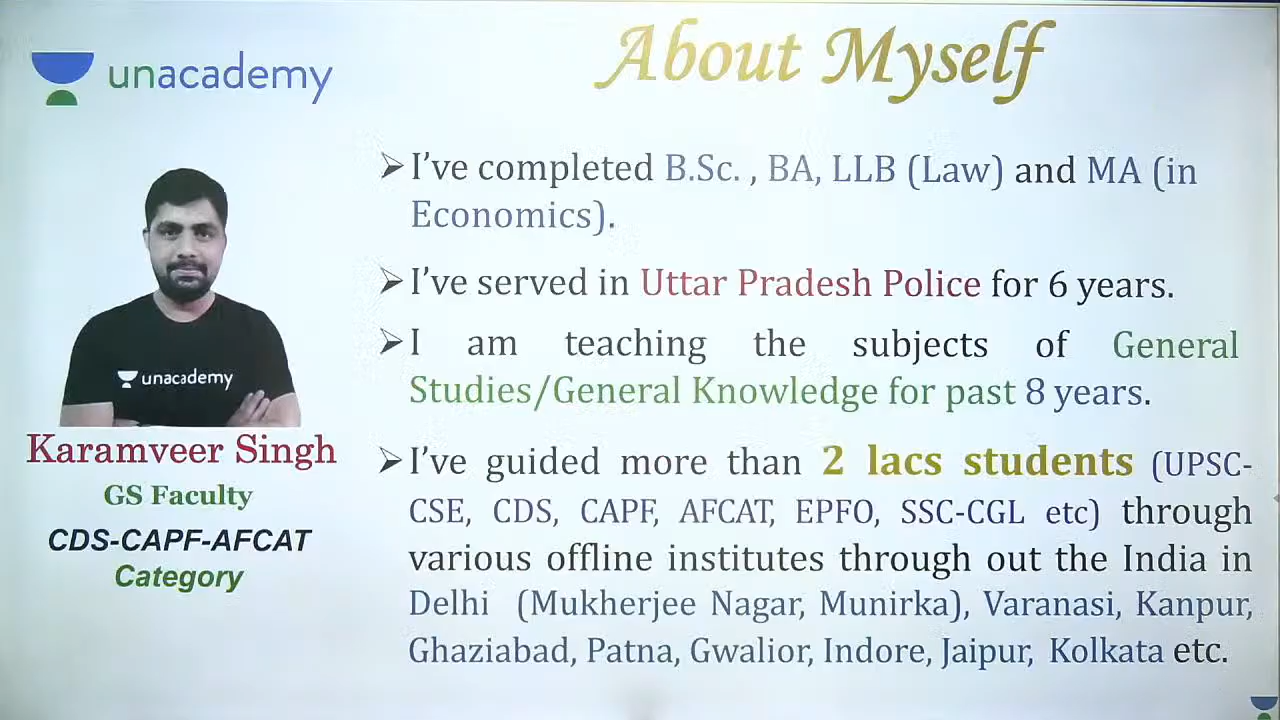 unacademy
About Myself
➢I've completed B.Sc. , BA, LLB (Law) and MA (in
Economics).
➢I've served in Uttar Pradesh Police for 6 years.
➢I am teaching the subjects of General
Studies/General Knowledge for past 8 years.
➢I've guided more than 2 lacs students (UPSC-
CSE, CDS, CAPF, AFCAT, EPFO, SSC-CGL etc) through
various offline institutes through out the India in
Delhi (Mukherjee Nagar, Munirka), Varanasi, Kanpur,
Ghaziabad, Patna, Gwalior, Indore, Jaipur, Kolkata etc.
unacademy
Karamveer Singh
GS Faculty
CDS-CAPF-AFCAT
Category